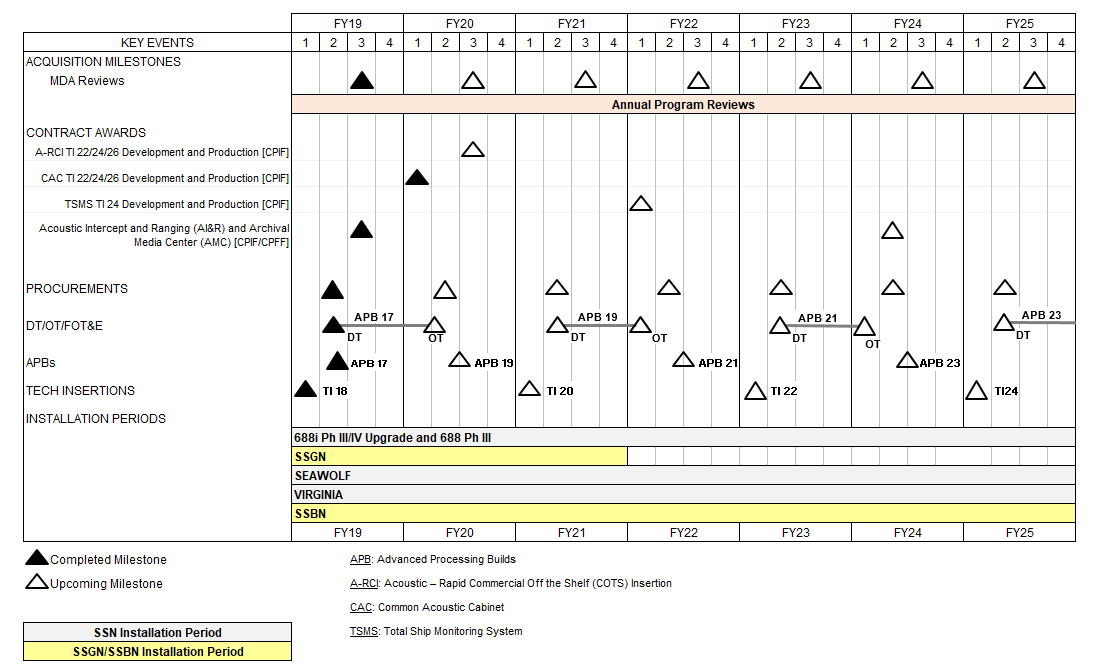 FY19 FY20 FY21 FY22 FY23 FY24 FY25
KEY EVENTS 1 2 3 4 1 2 3 4 1 2 3 4 1 2 3 4 1 2 3 4 1 2 3 4 1 2 3 4
ACQUISITION MILESTONES
MDA Reviews
Annual Program Reviews
CONTRACT AWARDS
A-RCI TI 22/24/26 Development and Production [CPIF]
CAC TI 22/24/26 Development and Production [CPIF]
TSMS TI 24 Development and Production [CPIF]
Acoustic Intercept and Ranging (AI&R) and Archival
Media Center (AMC) [CPIF/CPFF]
PROCUREMENTS
APB 17 APB 19 APB 21 APB 23
DT/OT/FOT&E
DT OT DT OT DT OT DT
APBs APB 17 APB 19 APB 21 APB 23
TECH INSERTIONS TI 18 TI 20 TI 22 TI24
INSTALLATION PERIODS
688i Ph III/IV Upgrade and 688 Ph III
SSGN
SEAWOLF
VIRGINIA
SSBN
FY19 FY20 FY21 FY22 FY23 FY24 FY25
Completed Milestone
Upcoming Milestone
APB: Advanced Processing Builds
A-RCI: Acoustic – Rapid Commercial Off the Shelf (COTS) Insertion
CAC: Common Acoustic Cabinet
TSMS: Total Ship Monitoring System
SSN Installation Period
SSGN/SSBN Installation Period